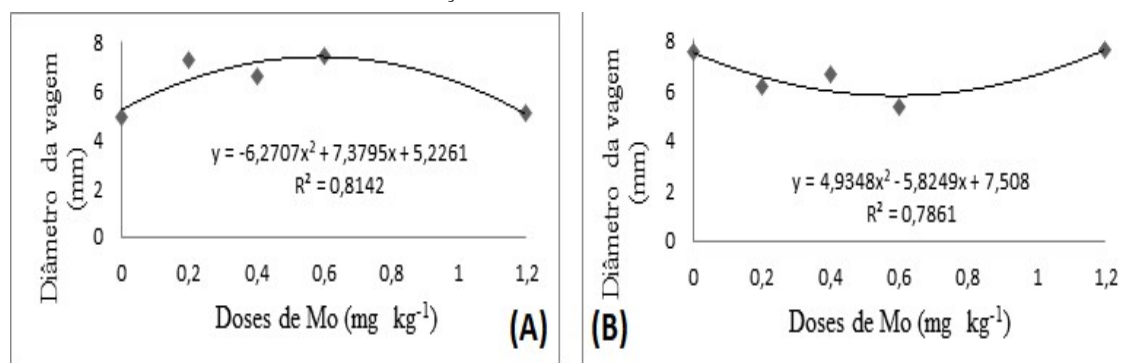 Diâmetro da vagem
(mm)
8
6
4
2
0
y = -6,2707x² + 7,3795x + 5,2261
R² = 0,8142
0 0,2 0,4 0,6 0,8 1 1,2
Doses de Mo (mg kg⁻¹)
(A)
Diâmetro da vagem
(mm)
8
6
4
2
0
y = 4,9348x² - 5,8249x + 7,508
R² = 0,7861
0 0,2 0,4 0,6 0,8 1 1,2
Doses de Mo (mg kg⁻¹)
(B)